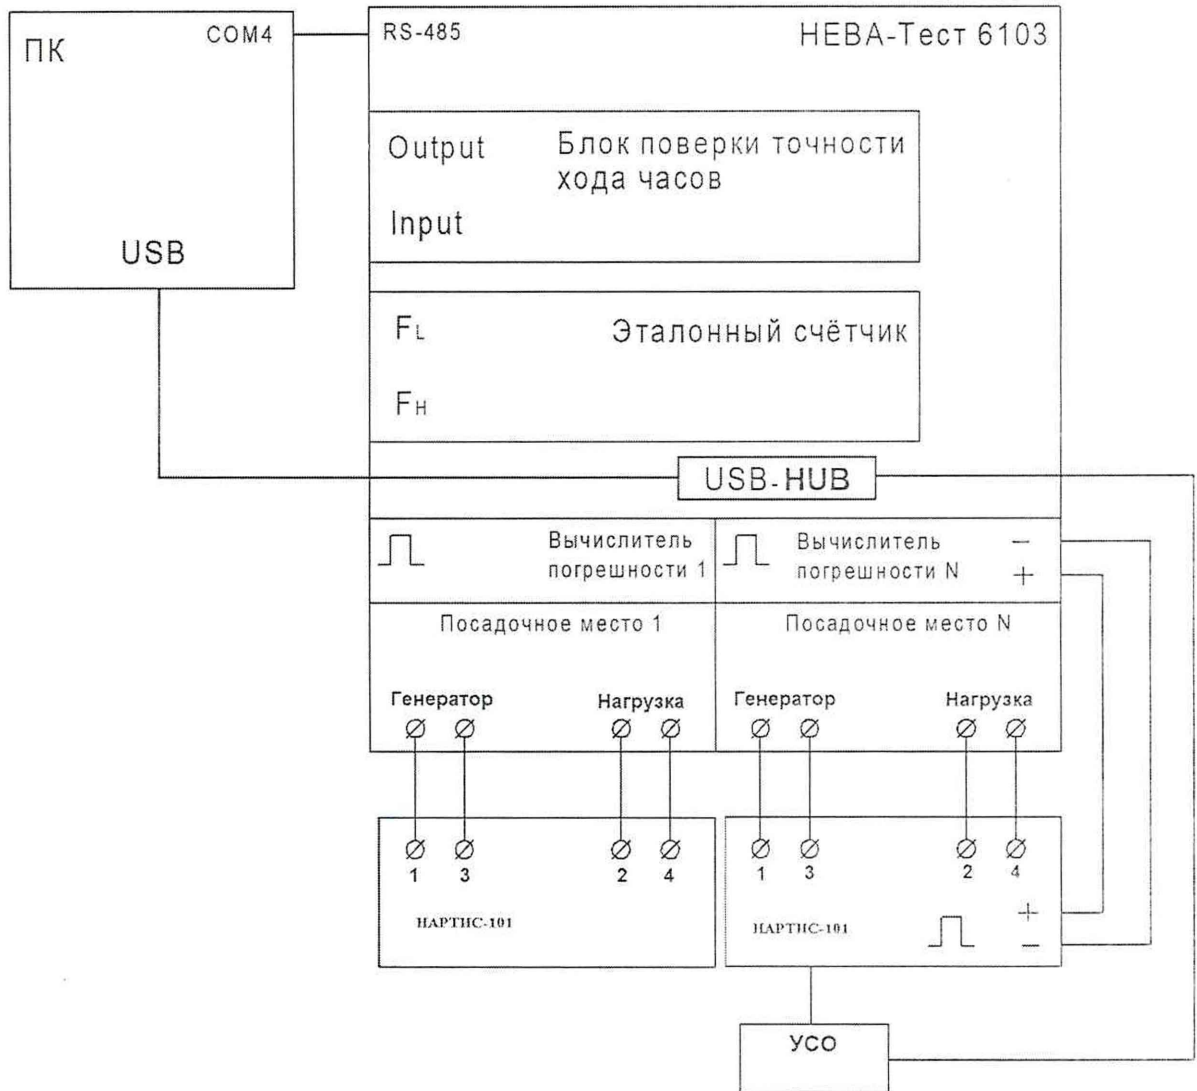 ПК
COM4
RS-485
НЕВА-Тест 6103
Output
Блок поверки точности
хода часов
Input
USB
FL
Эталонный счётчик
FH
USB-HUB
Вычислитель
погрешности 1
Вычислитель
погрешности N
−
+
Посадочное место 1
Посадочное место N
Генератор
Нагрузка
Генератор
Нагрузка
1 3 2 4
1 3 2 4
НАРТИС-101
НАРТИС-101
+
−
УСО